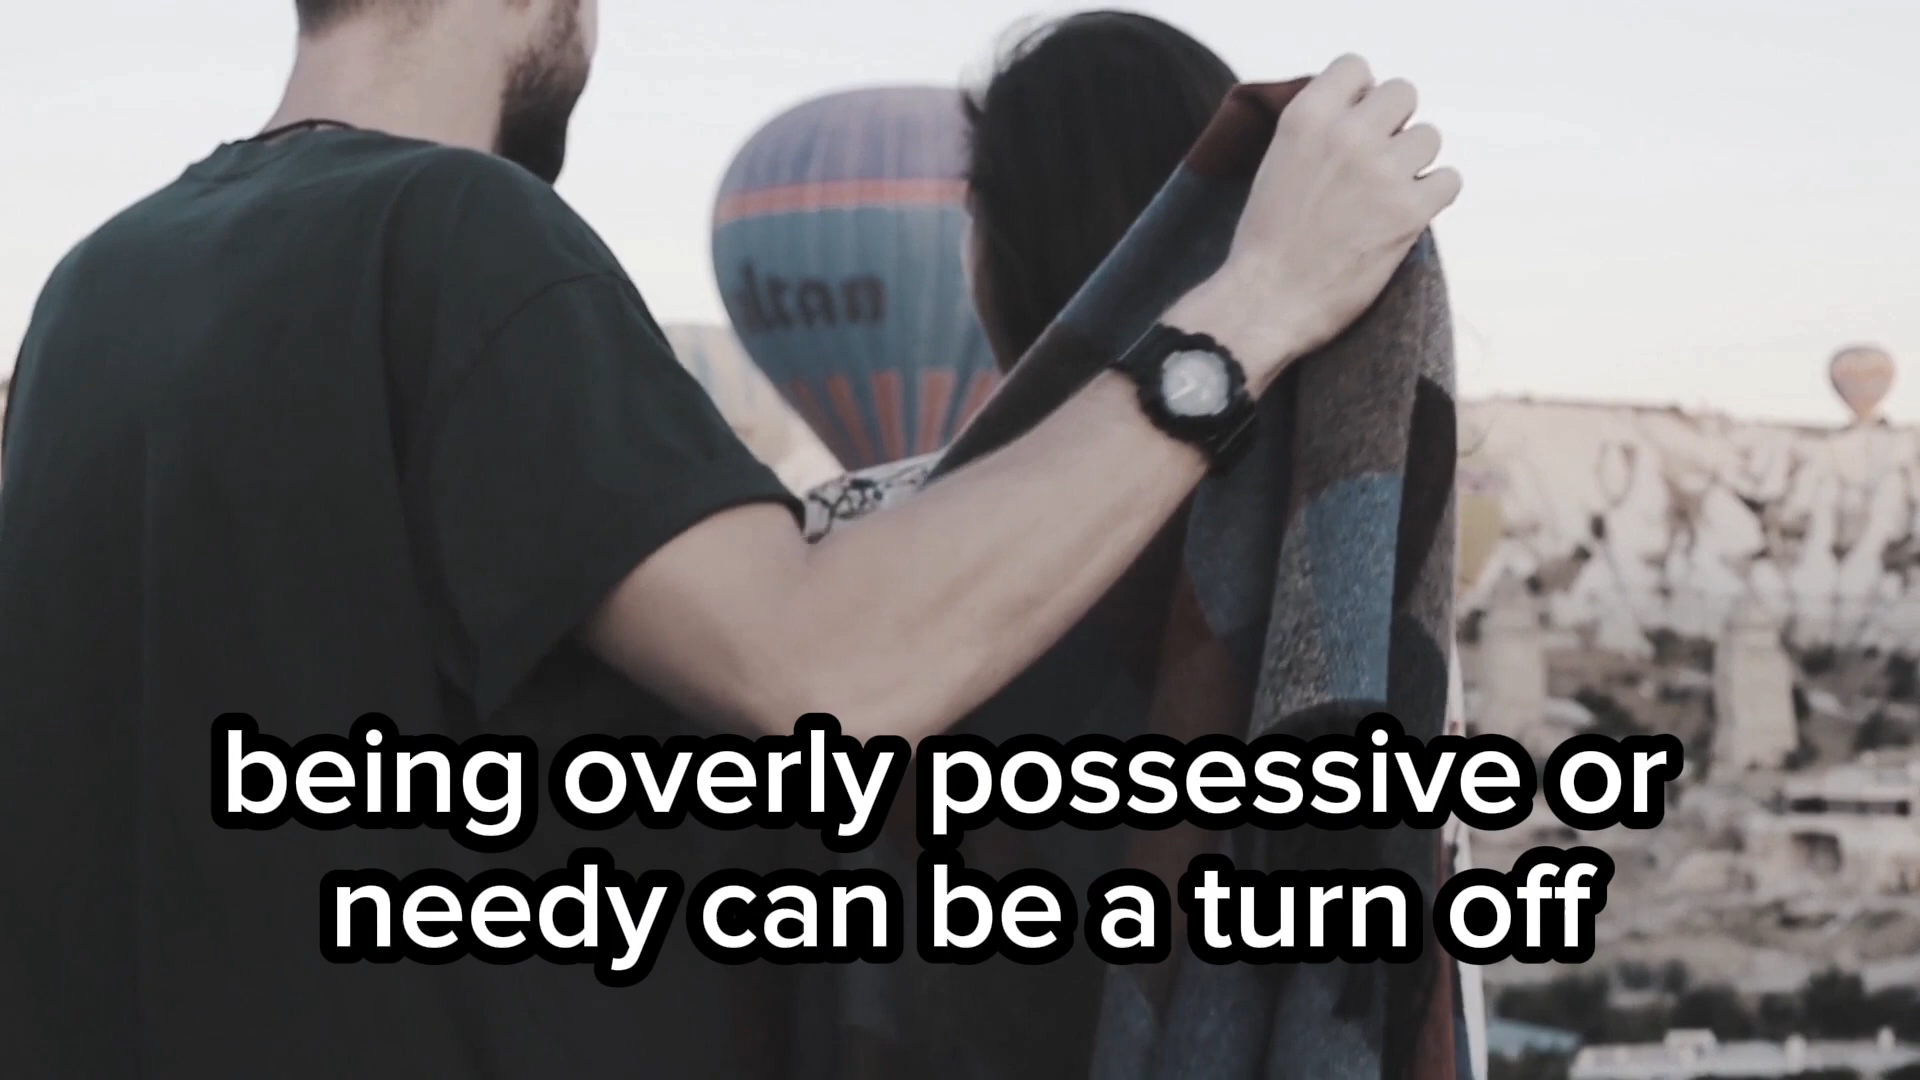 being overly possessive or
needy can be a turn off